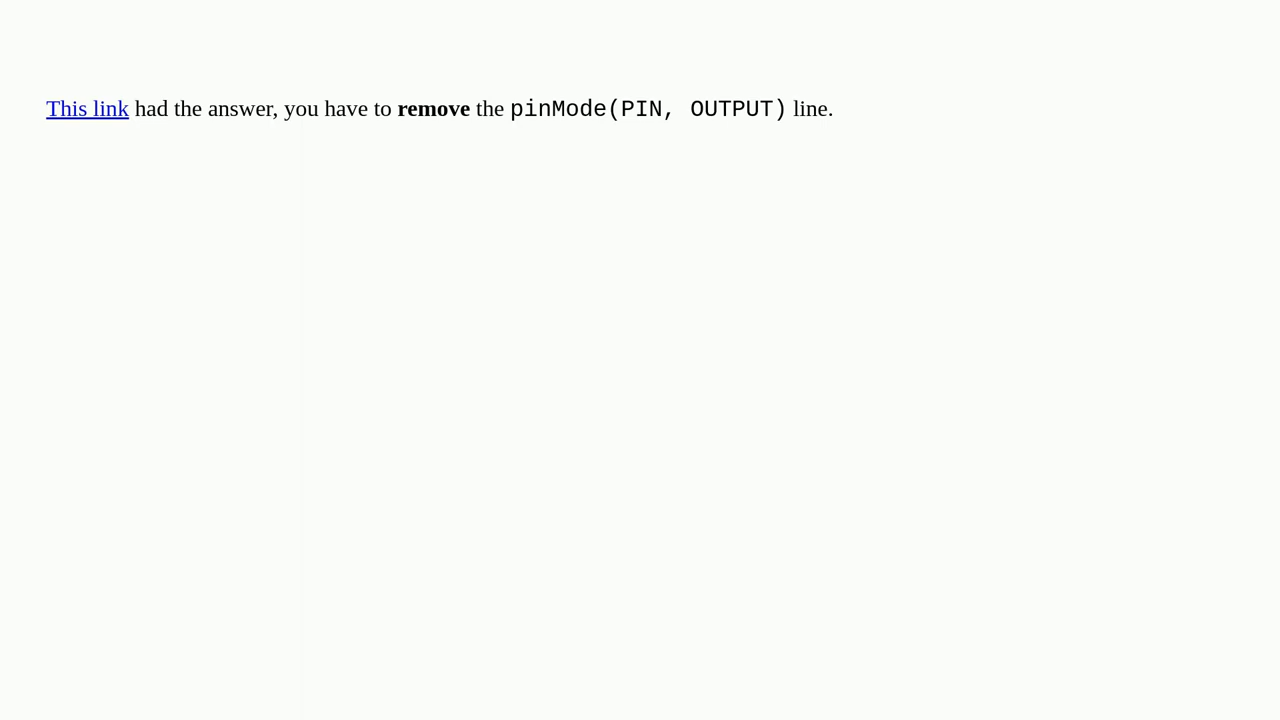 This link had the answer, you have to remove the pinMode(PIN, OUTPUT) line.